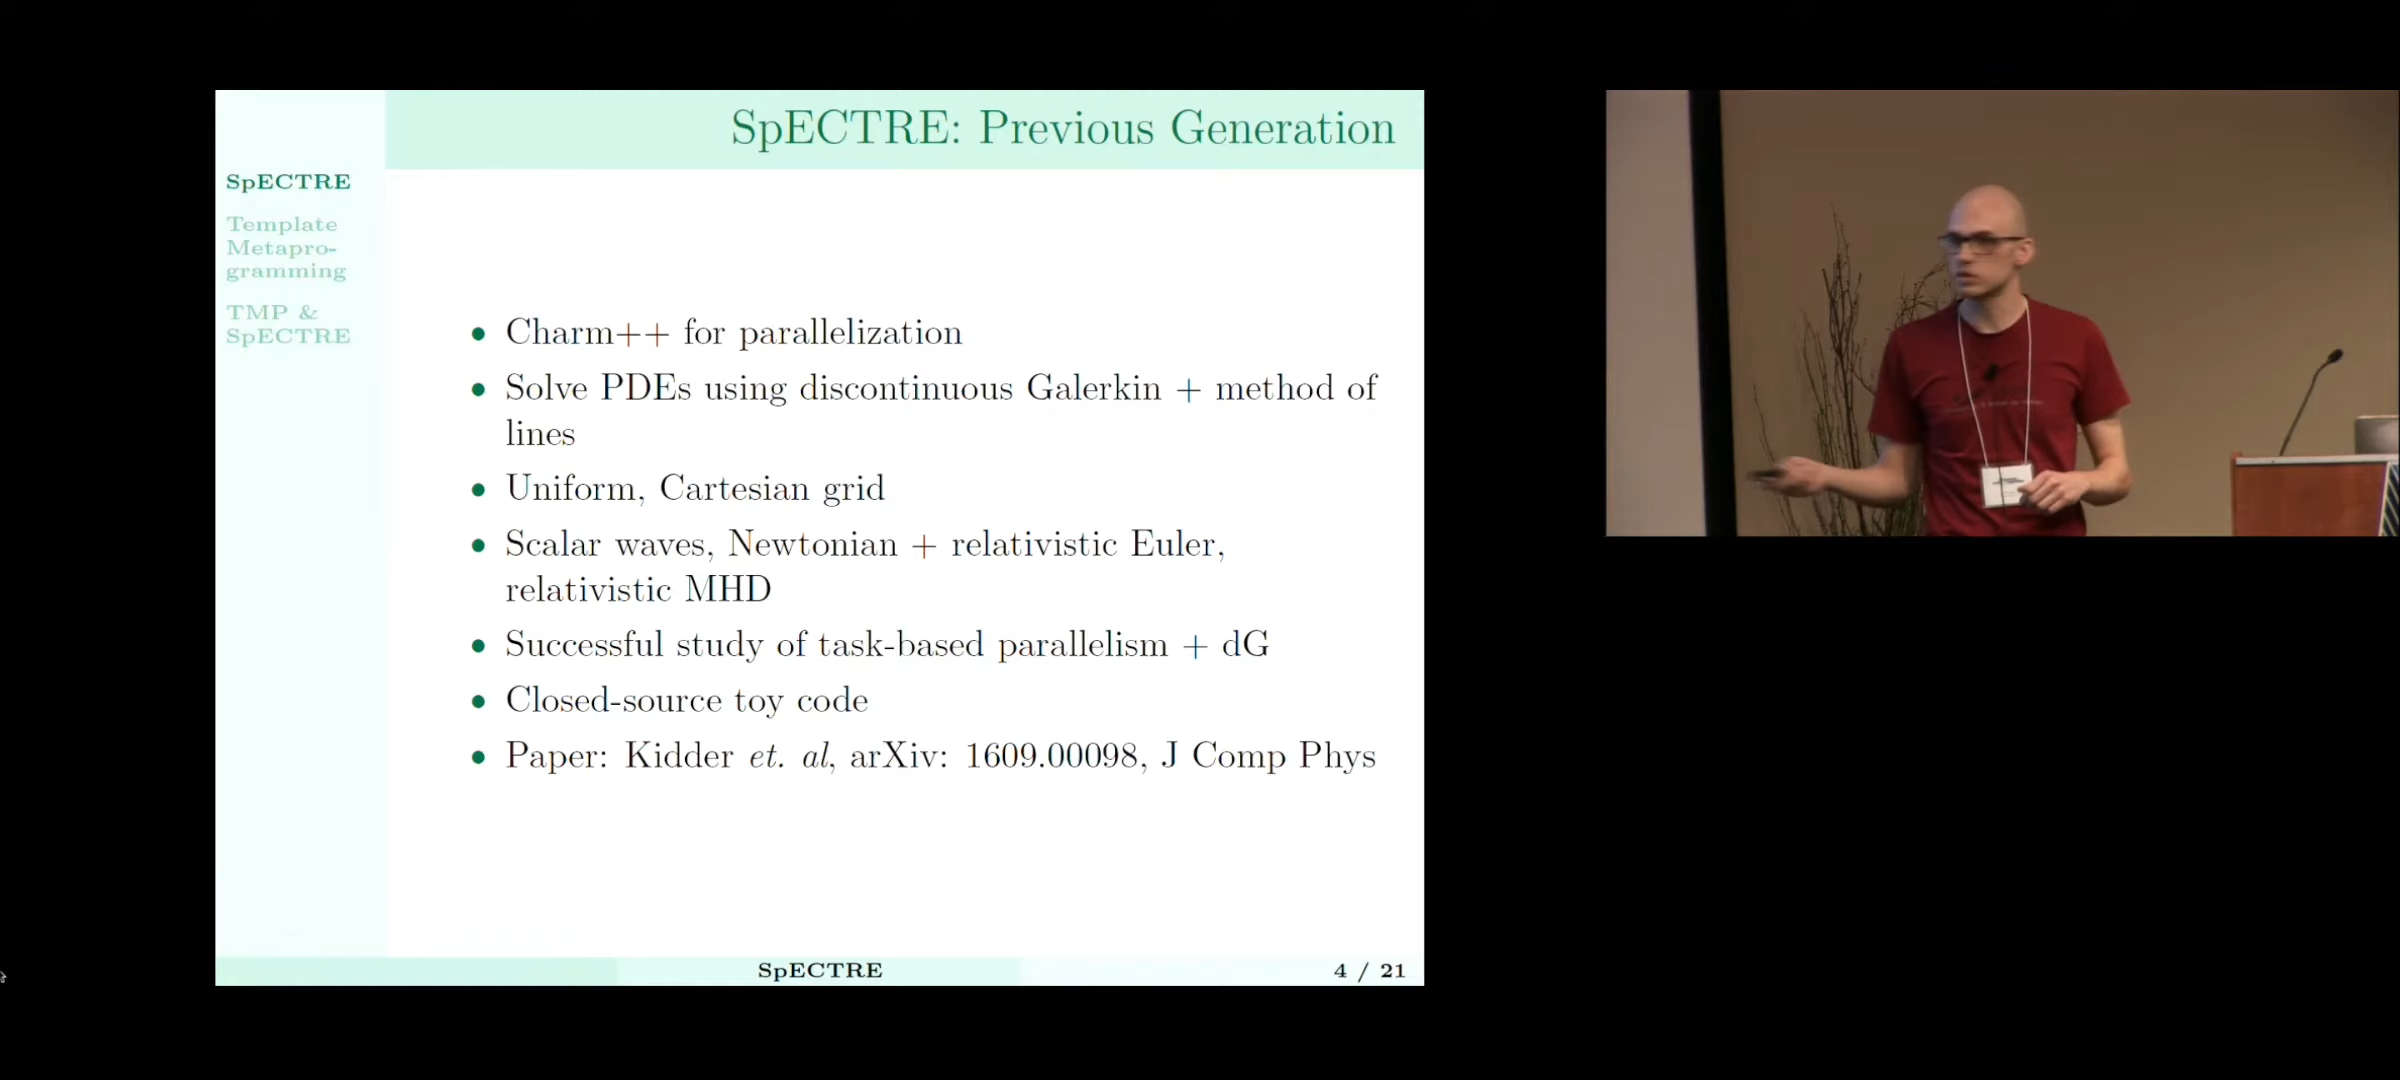 SpECTRE: Previous Generation
SpECTRE
Template
Metapro-
gramming
TMP &
SpECTRE
• Charm++ for parallelization
• Solve PDEs using discontinuous Galerkin + method of
lines
• Uniform, Cartesian grid
• Scalar waves, Newtonian + relativistic Euler,
relativistic MHD
• Successful study of task-based parallelism + dG
• Closed-source toy code
• Paper: Kidder et. al, arXiv: 1609.00098, J Comp Phys
SpECTRE
4 / 21